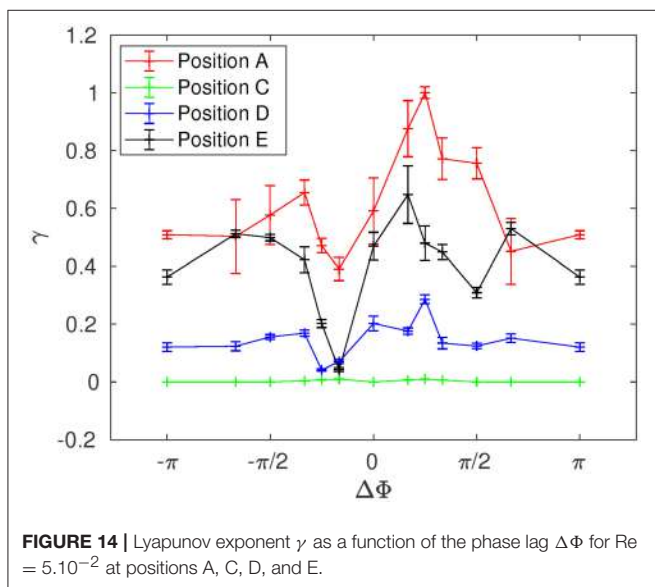 Position A
Position C
Position D
Position E
1
0.8
0.6
0.4
0.2
0
-0.2
γ
-π
-π/2
0
π/2
π
ΔΦ
FIGURE 14 | Lyapunov exponent γ as a function of the phase lag ΔΦ for Re
= 5.10⁻² at positions A, C, D, and E.